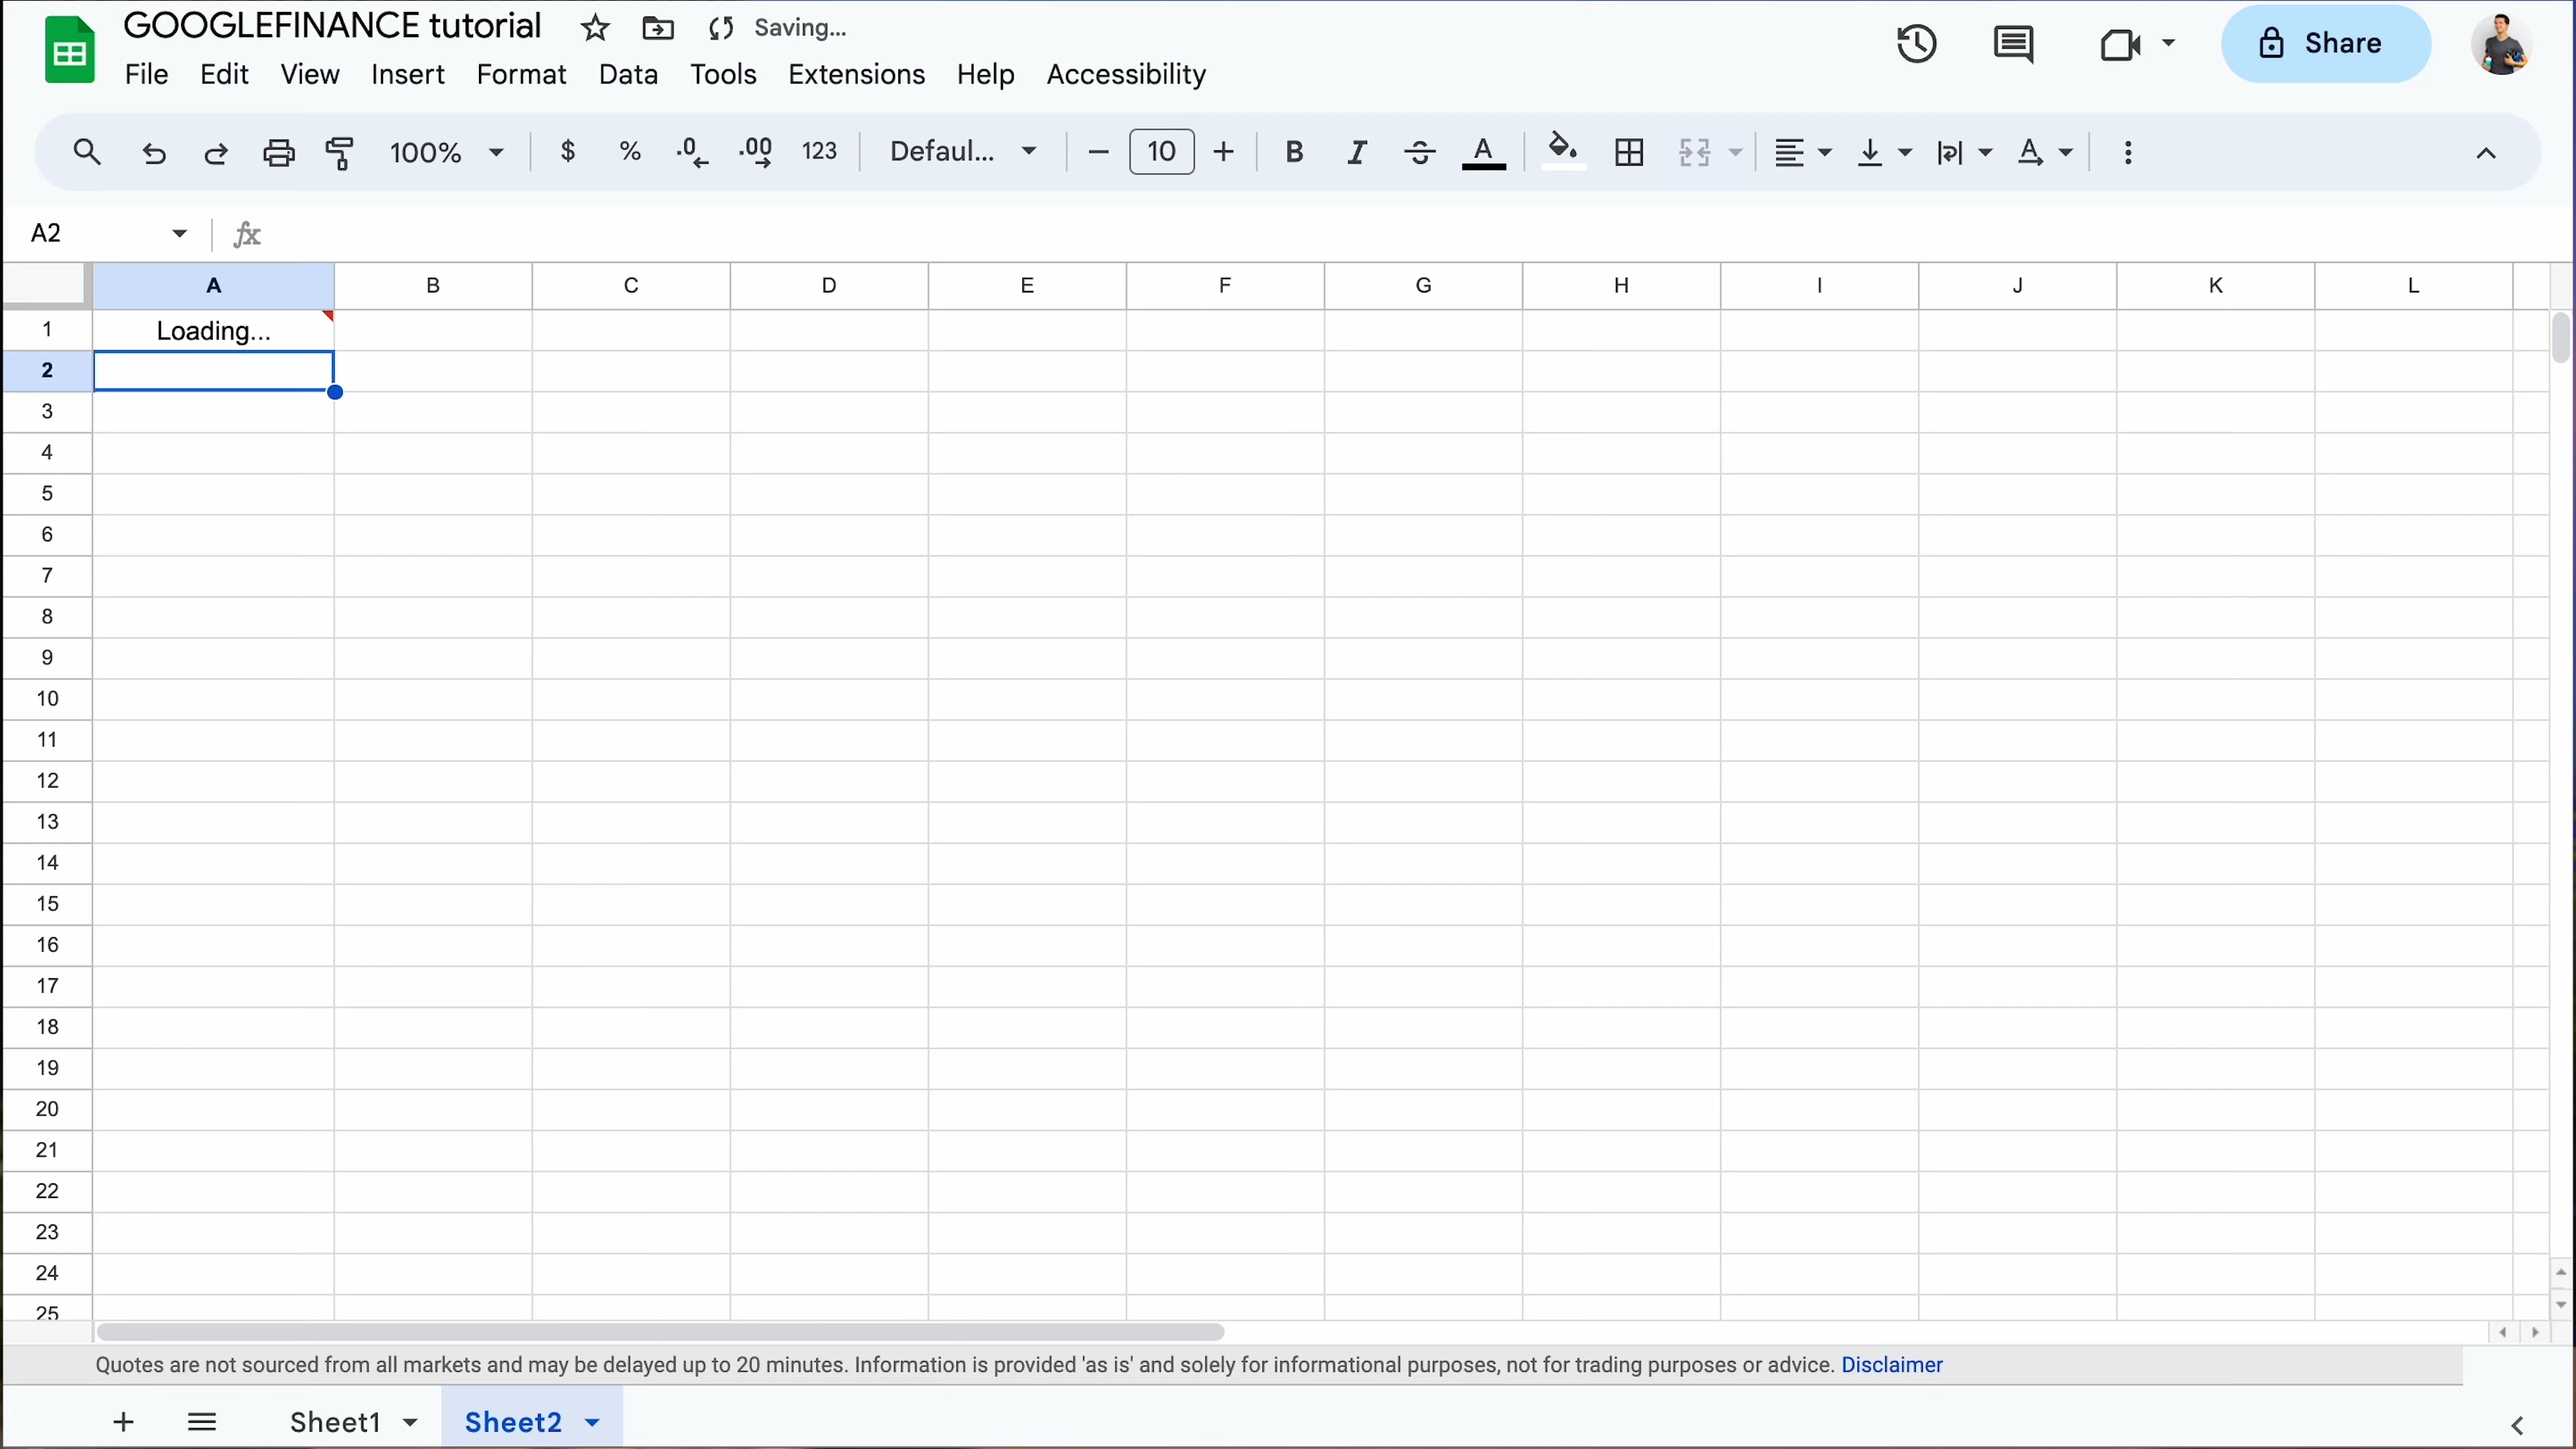 GOOGLEFINANCE tutorial Saving...
File Edit View Insert Format Data Tools Extensions Help Accessibility
Share
100% $ % .0 .00 123 Defaul... 10 B I A A
A2 fx
A B C D E F G H I J K L
1 Loading...
2
3
4
5
6
7
8
9
10
11
12
13
14
15
16
17
18
19
20
21
22
23
24
25
Quotes are not sourced from all markets and may be delayed up to 20 minutes. Information is provided 'as is' and solely for informational purposes, not for trading purposes or advice. Disclaimer
Sheet1 Sheet2